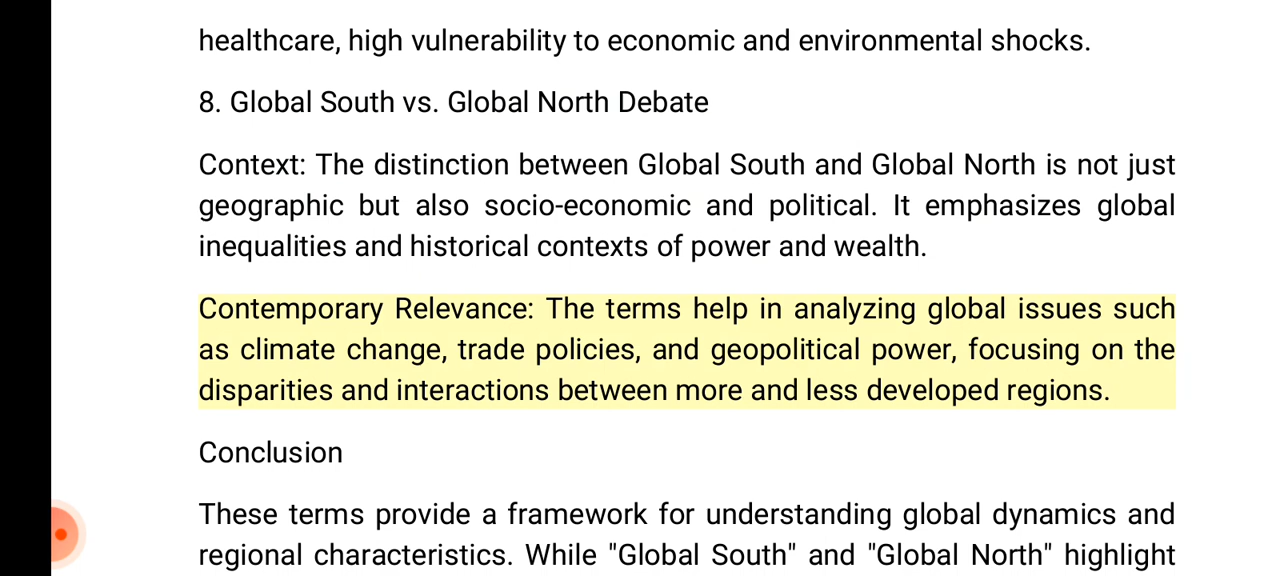 healthcare, high vulnerability to economic and environmental shocks.
8. Global South vs. Global North Debate
Context: The distinction between Global South and Global North is not just
geographic but also socio-economic and political. It emphasizes global
inequalities and historical contexts of power and wealth.
Contemporary Relevance: The terms help in analyzing global issues such
as climate change, trade policies, and geopolitical power, focusing on the
disparities and interactions between more and less developed regions.
Conclusion
These terms provide a framework for understanding global dynamics and
regional characteristics. While "Global South" and "Global North" highlight